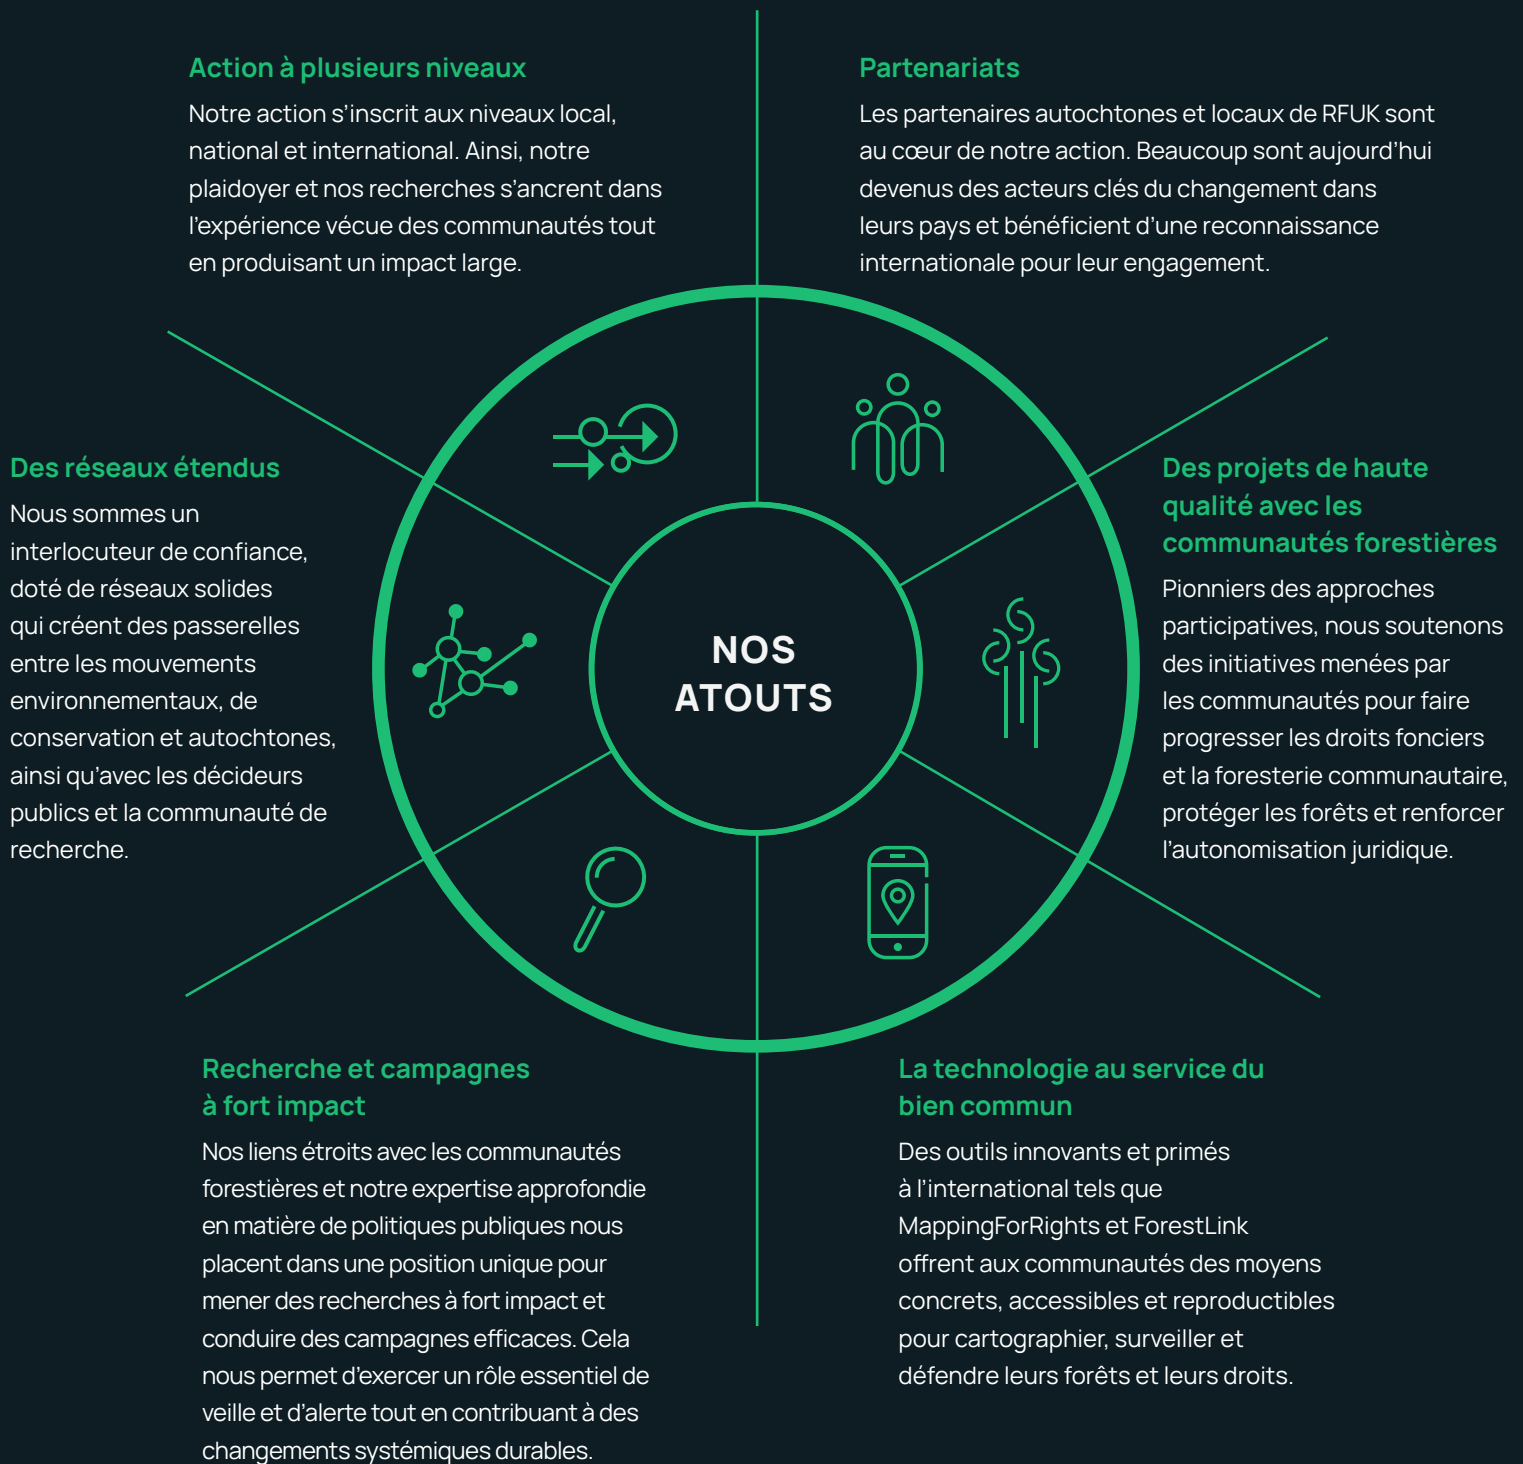 Action à plusieurs niveaux
Notre action s’inscrit aux niveaux local,
national et international. Ainsi, notre
plaidoyer et nos recherches s’ancrent dans
l’expérience vécue des communautés tout
en produisant un impact large.
Partenariats
Les partenaires autochtones et locaux de RFUK sont
au cœur de notre action. Beaucoup sont aujourd’hui
devenus des acteurs clés du changement dans
leurs pays et bénéficient d’une reconnaissance
internationale pour leur engagement.
Des réseaux étendus
Nous sommes un
interlocuteur de confiance,
doté de réseaux solides
qui créent des passerelles
entre les mouvements
environnementaux, de
conservation et autochtones,
ainsi qu’avec les décideurs
publics et la communauté de
recherche.
NOS
ATOUTS
Des projets de haute
qualité avec les
communautés forestières
Pionniers des approches
participatives, nous soutenons
des initiatives menées par
les communautés pour faire
progresser les droits fonciers
et la foresterie communautaire,
protéger les forêts et renforcer
l’autonomisation juridique.
Recherche et campagnes
à fort impact
Nos liens étroits avec les communautés
forestières et notre expertise approfondie
en matière de politiques publiques nous
placent dans une position unique pour
mener des recherches à fort impact et
conduire des campagnes efficaces. Cela
nous permet d’exercer un rôle essentiel de
veille et d’alerte tout en contribuant à des
changements systémiques durables.
La technologie au service du
bien commun
Des outils innovants et primés
à l’international tels que
MappingForRights et ForestLink
offrent aux communautés des moyens
concrets, accessibles et reproductibles
pour cartographier, surveiller et
défendre leurs forêts et leurs droits.